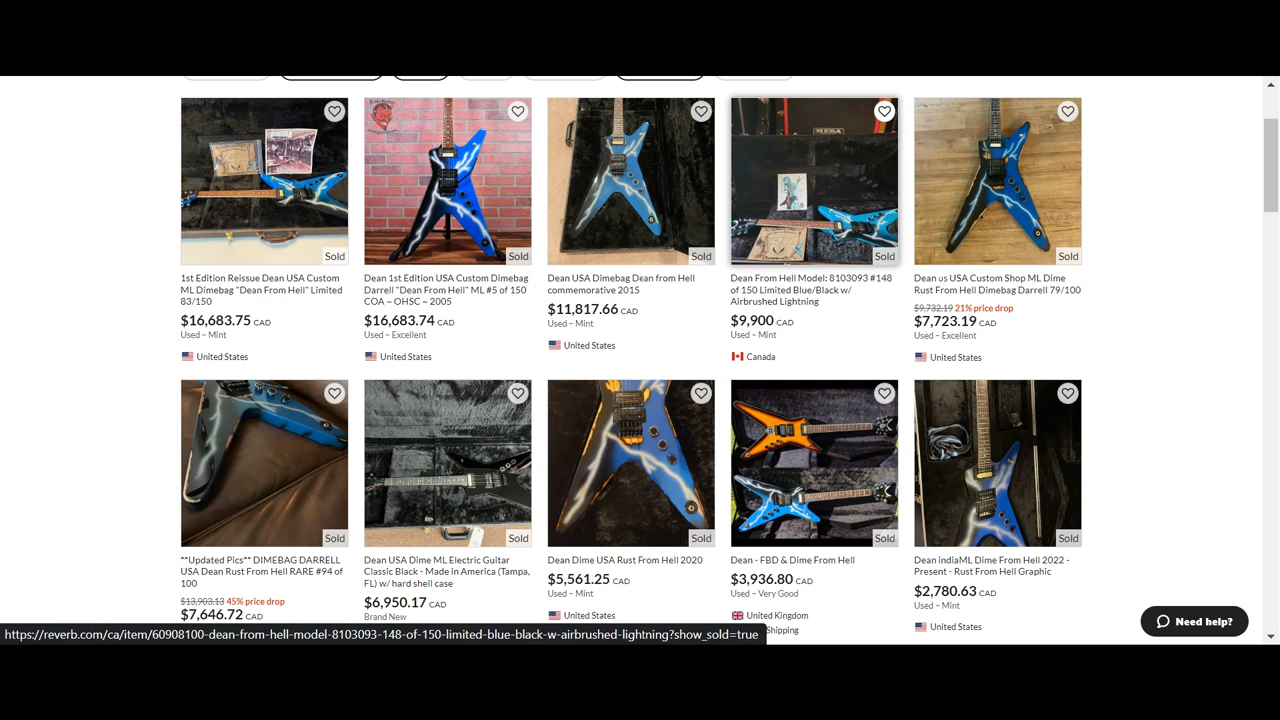 Sold
Sold
Sold
Sold
Sold
1st Edition Reissue Dean USA Custom
ML Dimebag "Dean From Hell" Limited
83/150
$16,683.75 CAD
Used – Mint
United States
Dean 1st Edition USA Custom Dimebag
Darrell "Dean From Hell" ML #5 of 150
COA ~ OHSC ~ 2005
$16,683.74 CAD
Used – Excellent
United States
Dean USA Dimebag Dean from Hell
commemorative 2015
$11,817.66 CAD
Used – Mint
United States
MESA
Dean From Hell Model: 8103093 #148
of 150 Limited Blue/Black w/
Airbrushed Lightning
$9,900 CAD
Used – Mint
Canada
Dean us USA Custom Shop ML Dime
Rust From Hell Dimebag Darrell 79/100
$9,732.19 21% price drop
$7,723.19 CAD
Used – Excellent
United States
Sold
Sold
Sold
Sold
Sold
**Updated Pics** DIMEBAG DARRELL
USA Dean Rust From Hell RARE #94 of
100
$13,903.13 45% price drop
$7,646.72 CAD
Dean USA Dime ML Electric Guitar
Classic Black - Made in America (Tampa,
FL) w/ hard shell case
$6,950.17 CAD
Brand New
Dean Dime USA Rust From Hell 2020
$5,561.25 CAD
Used – Mint
United States
Dean - FBD & Dime From Hell
$3,936.80 CAD
Used – Very Good
United Kingdom
Shipping
Dean indiaML Dime From Hell 2022 -
Present - Rust From Hell Graphic
$2,780.63 CAD
Used – Mint
United States
Need help?
https://reverb.com/ca/item/60908100-dean-from-hell-model-8103093-148-of-150-limited-blue-black-w-airbrushed-lightning?show_sold=true